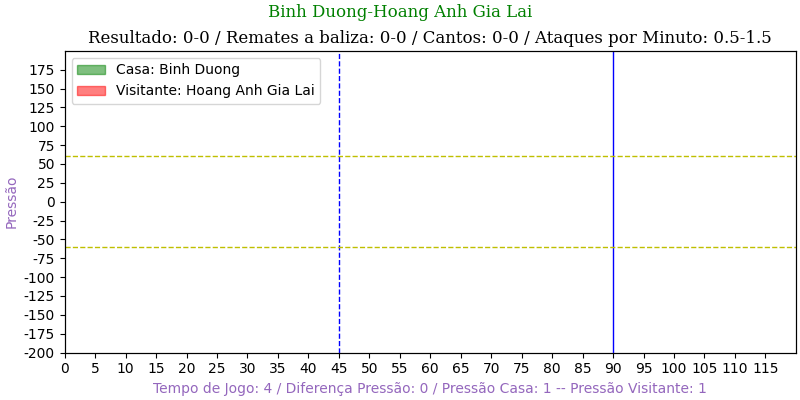 Binh Duong-Hoang Anh Gia Lai
Resultado: 0-0 / Remates a baliza: 0-0 / Cantos: 0-0 / Ataques por Minuto: 0.5-1.5
Casa: Binh Duong
Visitante: Hoang Anh Gia Lai
Pressão
175
150
125
100
75
50
25
0
-25
-50
-75
-100
-125
-150
-175
-200
0 5 10 15 20 25 30 35 40 45 50 55 60 65 70 75 80 85 90 95 100 105 110 115
Tempo de Jogo: 4 / Diferença Pressão: 0 / Pressão Casa: 1 -- Pressão Visitante: 1